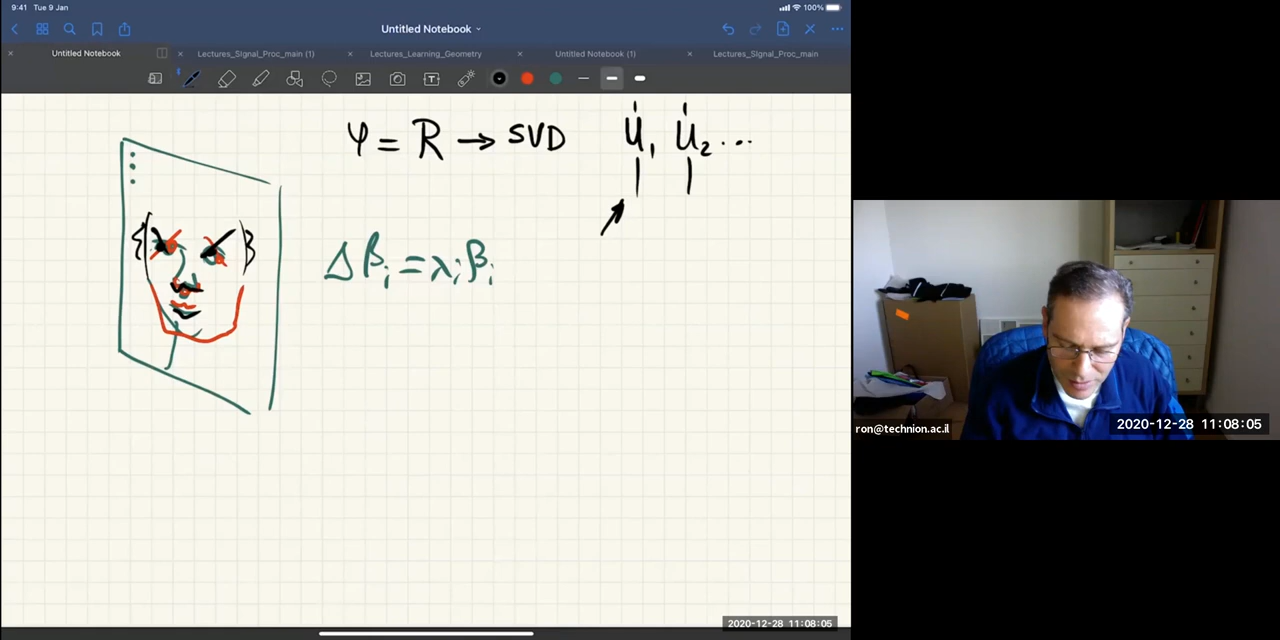 9:41 Tue 9 Jan
100%
Untitled Notebook
Untitled Notebook
Lectures_Signal_Proc_main (1)
Lectures_Learning_Geometry
Untitled Notebook (1)
Lectures_Signal_Proc_main
φ = R → SVD u₁ u₂ ...
Δβᵢ = λᵢβᵢ
ron@technion.ac.il
2020-12-28 11:08:05
2020-12-28 11:08:05